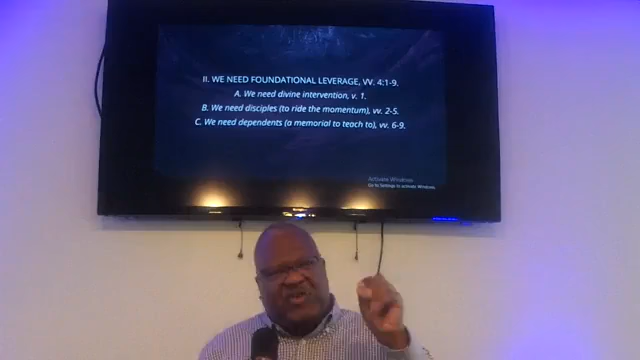 II. WE NEED FOUNDATIONAL LEVERAGE, VV. 4:1-9.
A. We need divine intervention, v. 1.
B. We need disciples (to ride the momentum), vv. 2-5.
C. We need dependents (a memorial to teach to), vv. 6-9.
Activate Windows
Go to Settings to activate Windows.